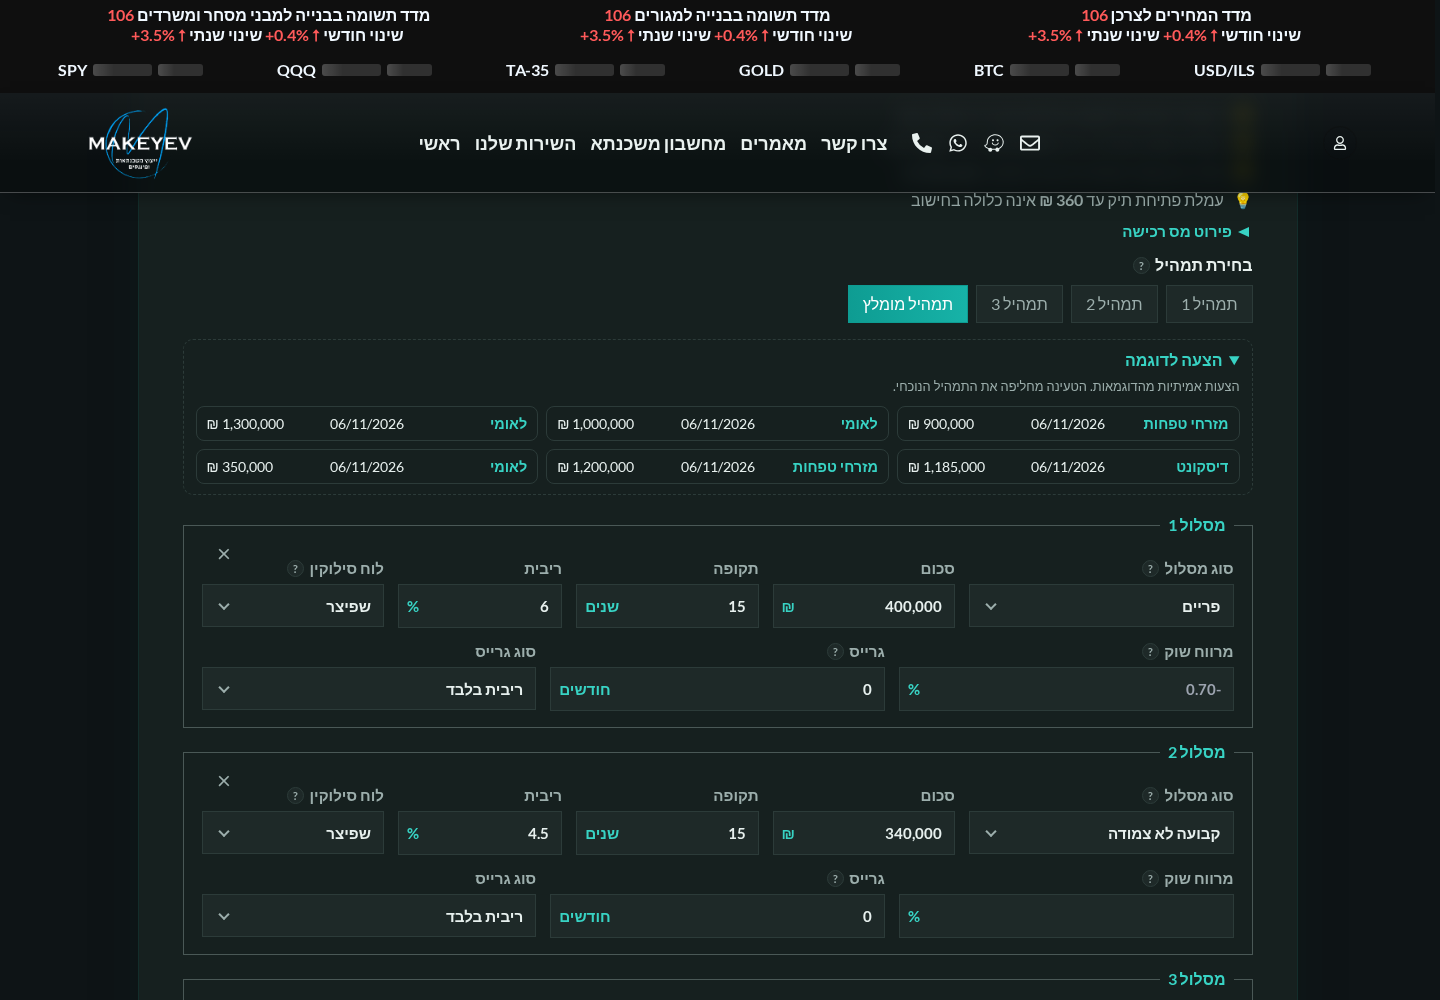 מדד המחירים לצרכן 106
שינוי חודשי ↑ +0.4% שינוי שנתי ↑ +3.5%
מדד תשומה בבנייה למגורים 106
שינוי חודשי ↑ +0.4% שינוי שנתי ↑ +3.5%
מדד תשומה בבנייה למבני מסחר ומשרדים 106
שינוי חודשי ↑ +0.4% שינוי שנתי ↑ +3.5%
SPY QQQ TA-35 GOLD BTC USD/ILS
צרו קשר מאמרים מחשבון משכנתא השירות שלנו ראשי
MAKEYEV
ייעוץ משכנתאות
ופיננסים
💡 עמלת פתיחת תיק עד 360 ₪ אינה כלולה בחישוב
◀ פירוט מס רכישה
בחירת תמהיל ?
תמהיל 1 תמהיל 2 תמהיל 3 תמהיל מומלץ
▼ הצעה לדוגמה
הצעות אמיתיות מהדוגמאות. הטעינה מחליפה את התמהיל הנוכחי.
מזרחי טפחות 06/11/2026 900,000 ₪
לאומי 06/11/2026 1,000,000 ₪
לאומי 06/11/2026 1,300,000 ₪
דיסקונט 06/11/2026 1,185,000 ₪
מזרחי טפחות 06/11/2026 1,200,000 ₪
לאומי 06/11/2026 350,000 ₪
מסלול 1
×
סוג מסלול ? סכום תקופה ריבית לוח סילוקין ?
פריים 400,000 ₪ 15 שנים 6 % שפיצר
מרווח שוק ? גרייס ? סוג גרייס
-0.70 % 0 חודשים ריבית בלבד
מסלול 2
×
סוג מסלול ? סכום תקופה ריבית לוח סילוקין ?
קבועה לא צמודה 340,000 ₪ 15 שנים 4.5 % שפיצר
מרווח שוק ? גרייס ? סוג גרייס
% 0 חודשים ריבית בלבד
מסלול 3